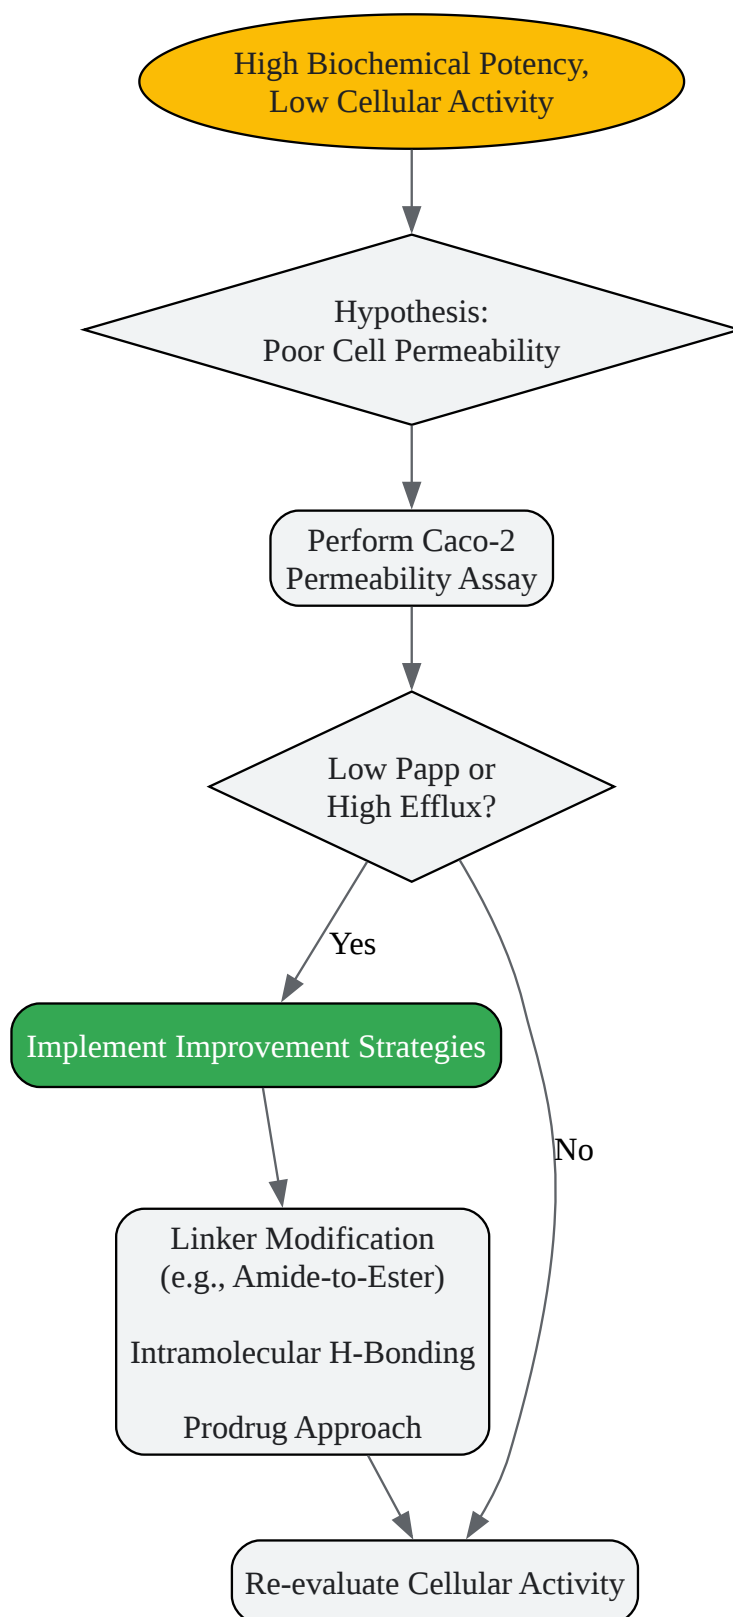 High Biochemical Potency,
Low Cellular Activity
Hypothesis:
Poor Cell Permeability
Perform Caco-2
Permeability Assay
Low Papp or
High Efflux?
Yes
Implement Improvement Strategies
No
Linker Modification
(e.g., Amide-to-Ester)
Intramolecular H-Bonding
Prodrug Approach
Re-evaluate Cellular Activity